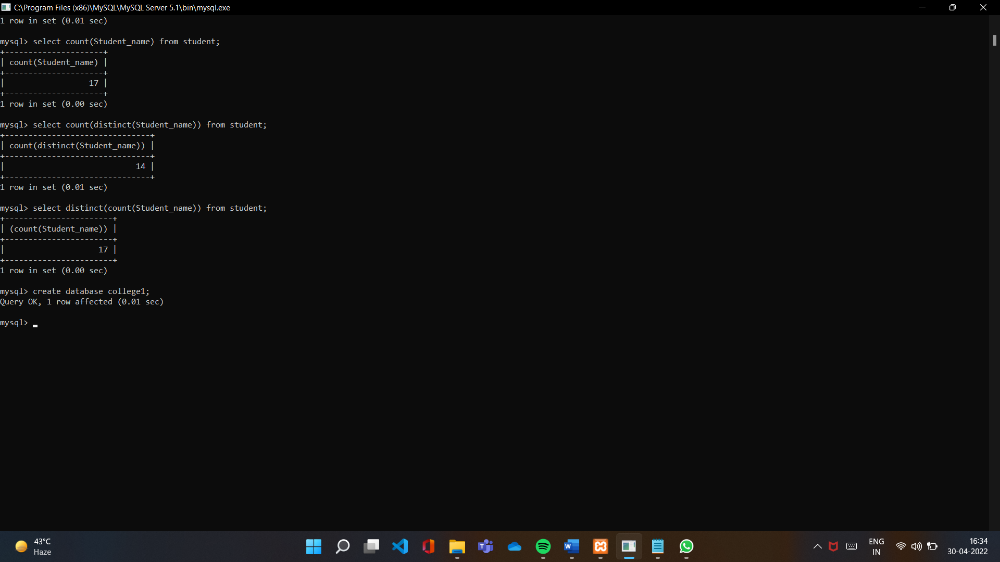 C:\Program Files (x86)\MySQL\MySQL Server 5.1\bin\mysql.exe
1 row in set (0.01 sec)
mysql> select count(Student_name) from student;
+---------------------+
| count(Student_name) |
+---------------------+
|                  17 |
+---------------------+
1 row in set (0.00 sec)
mysql> select count(distinct(Student_name)) from student;
+-------------------------------+
| count(distinct(Student_name)) |
+-------------------------------+
|                            14 |
+-------------------------------+
1 row in set (0.01 sec)
mysql> select distinct(count(Student_name)) from student;
+-----------------------+
| (count(Student_name)) |
+-----------------------+
|                    17 |
+-----------------------+
1 row in set (0.00 sec)
mysql> create database college1;
Query OK, 1 row affected (0.01 sec)
mysql>
43°C
Haze
ENG
IN
16:34
30-04-2022